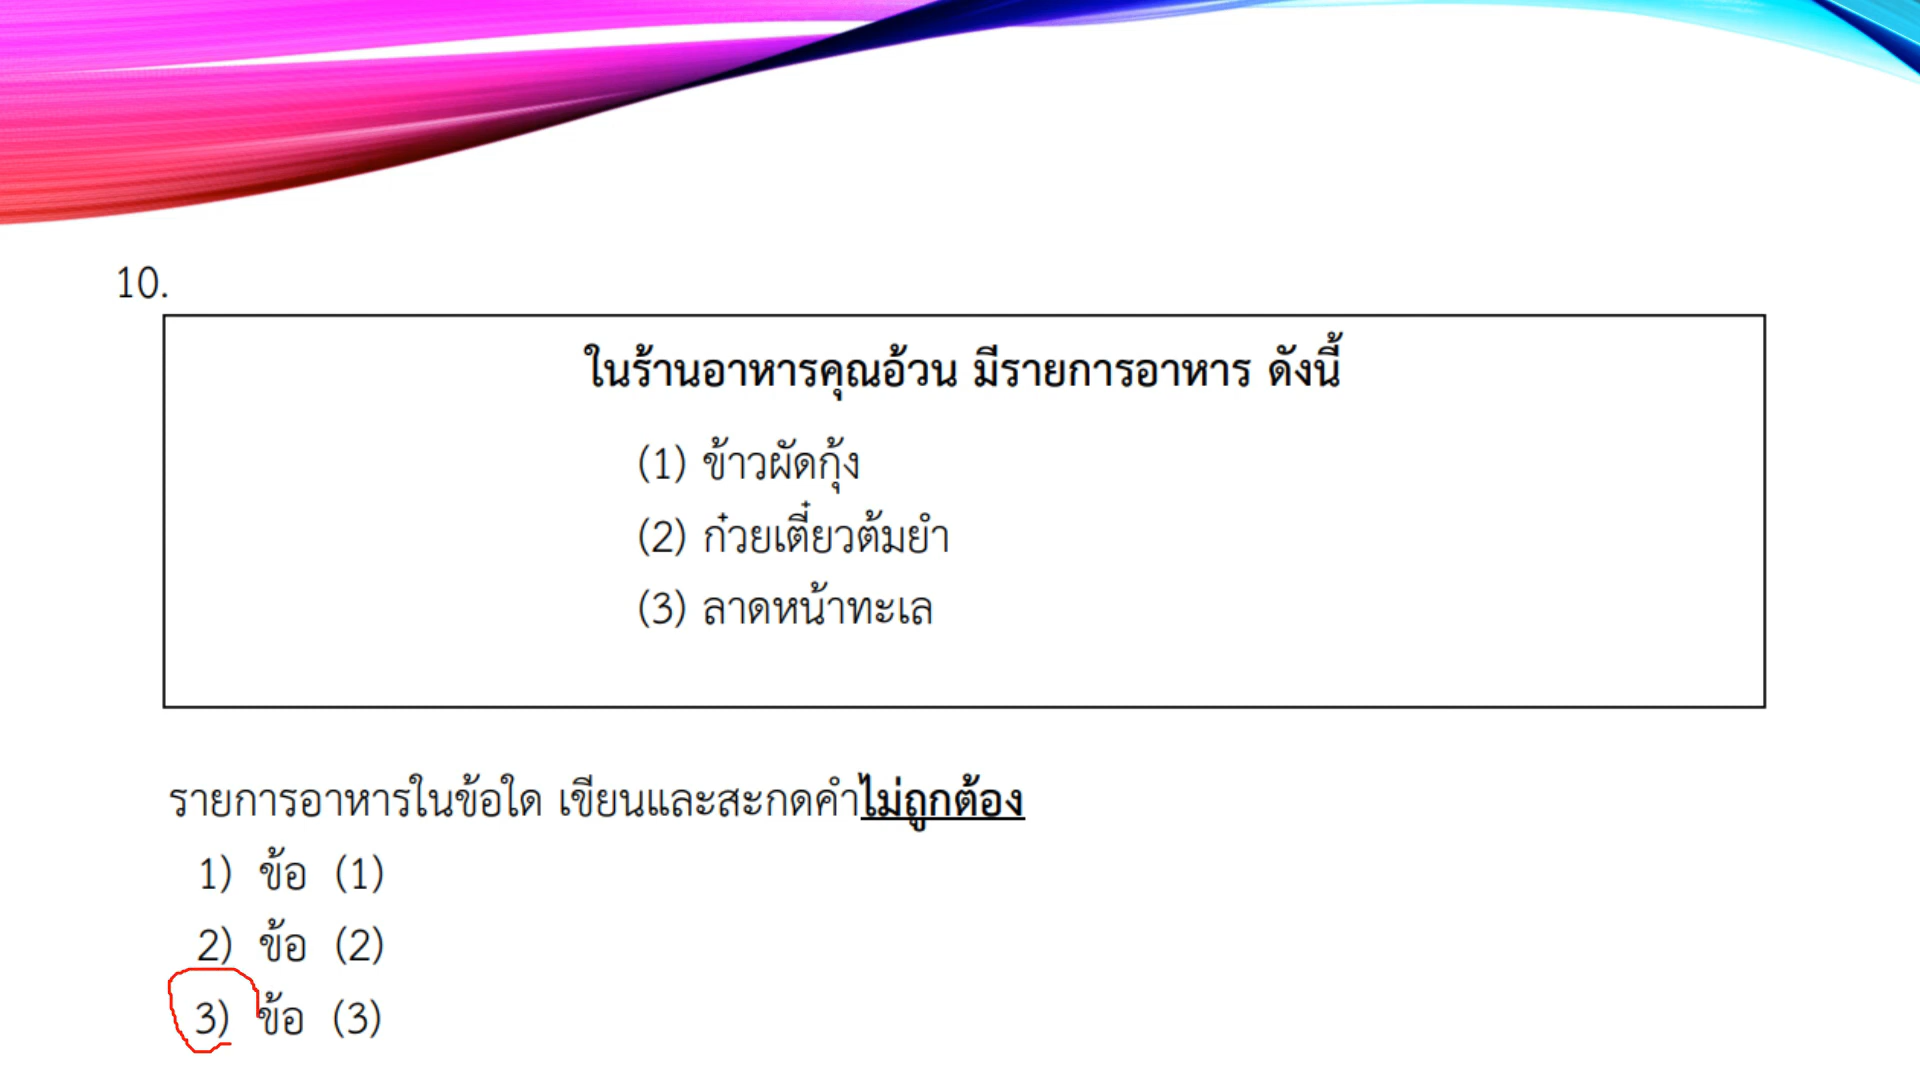 10.
ในร้านอาหารคุณอ้วน มีรายการอาหาร ดังนี้
(1) ข้าวผัดกุ้ง
(2) ก๋วยเตี๋ยวต้มยำ
(3) ลาดหน้าทะเล
รายการอาหารในข้อใด เขียนและสะกดคำไม่ถูกต้อง
1) ข้อ (1)
2) ข้อ (2)
3) ข้อ (3)